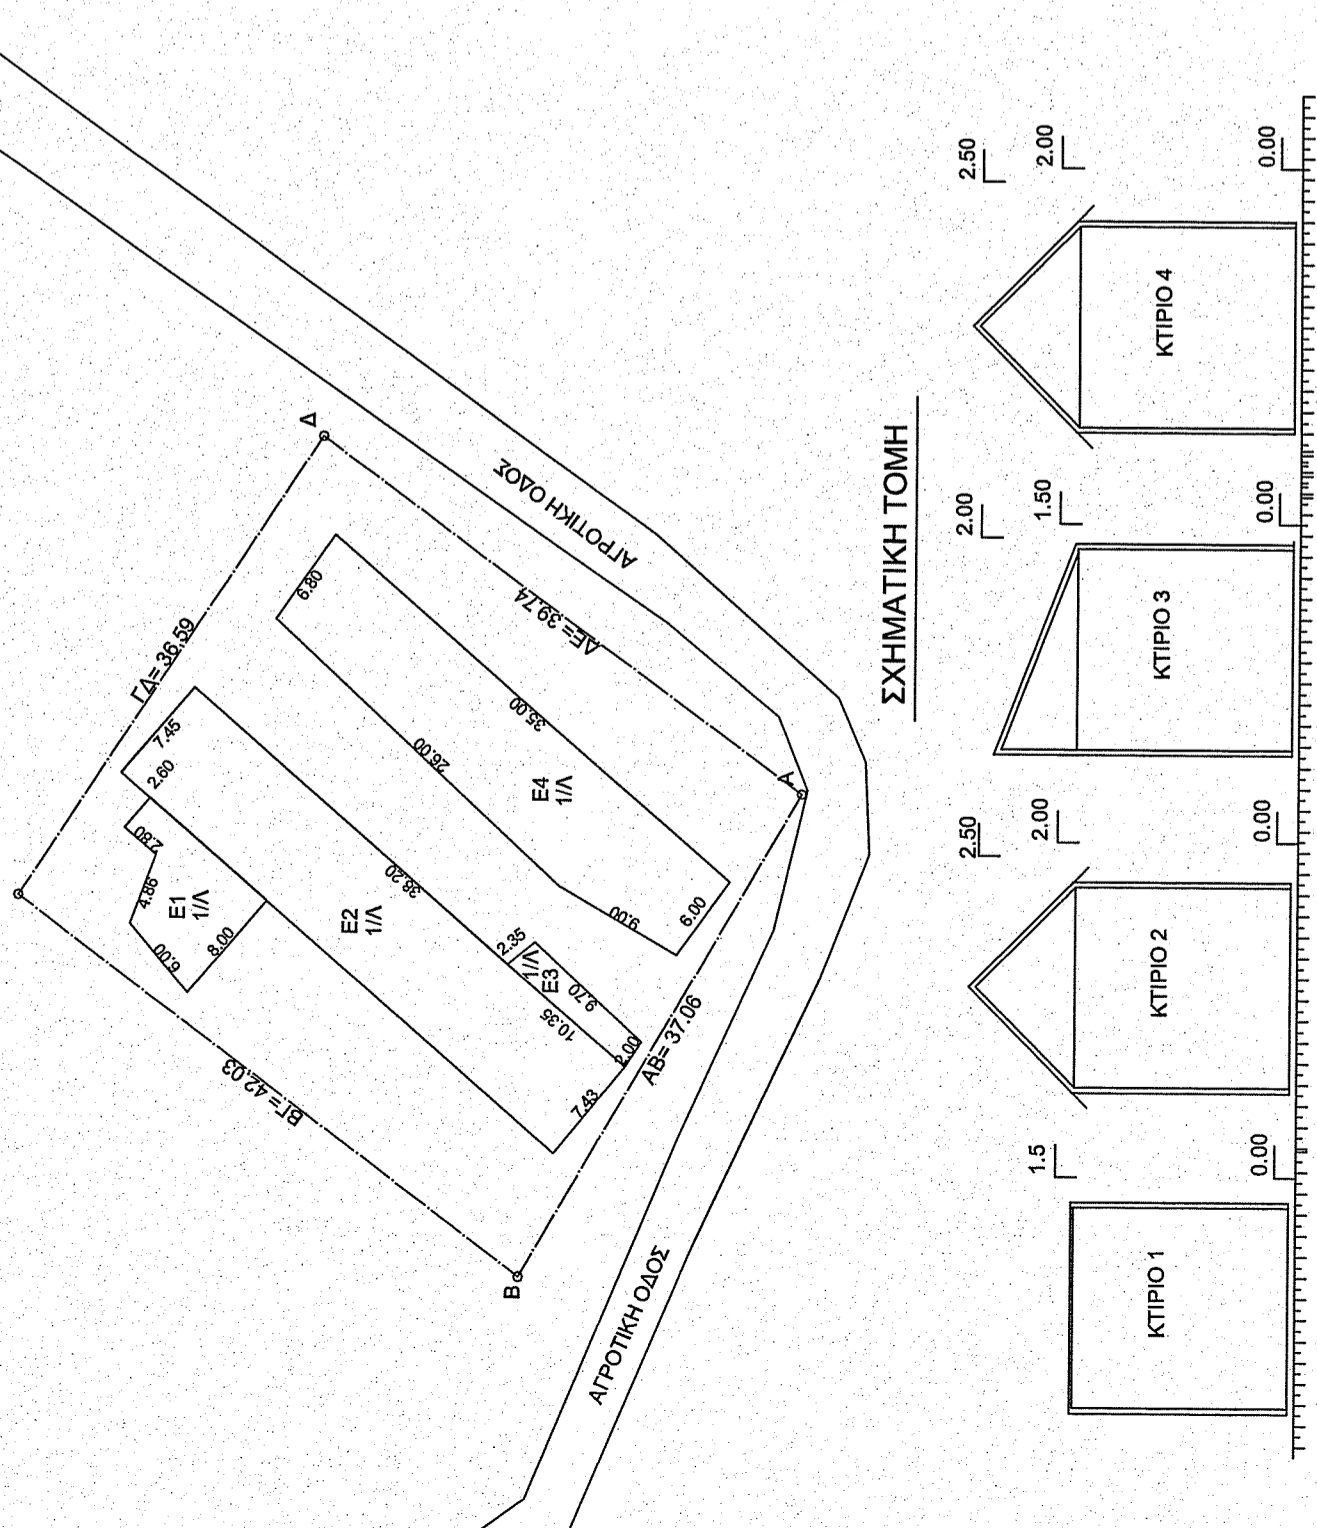 Δ
ΓΔ= 36.59
ΒΓ= 42.03
ΑΒ= 37.06
ΔΕ= 39.74
Α
Β
7.45
2.60
2.80
4.86
6.00
8.00
Ε1
1/Λ
Ε2
1/Λ
38.20
7.43
2.35
1/Λ
Ε3
9.70
10.35
2.00
6.80
26.00
35.00
Ε4
1/Λ
9.00
6.00
ΑΓΡΟΤΙΚΗ ΟΔΟΣ
ΑΓΡΟΤΙΚΗ ΟΔΟΣ
ΣΧΗΜΑΤΙΚΗ ΤΟΜΗ
1.5
0.00
ΚΤΙΡΙΟ 1
2.50
2.00
0.00
ΚΤΙΡΙΟ 2
2.00
1.50
0.00
ΚΤΙΡΙΟ 3
2.50
2.00
0.00
ΚΤΙΡΙΟ 4